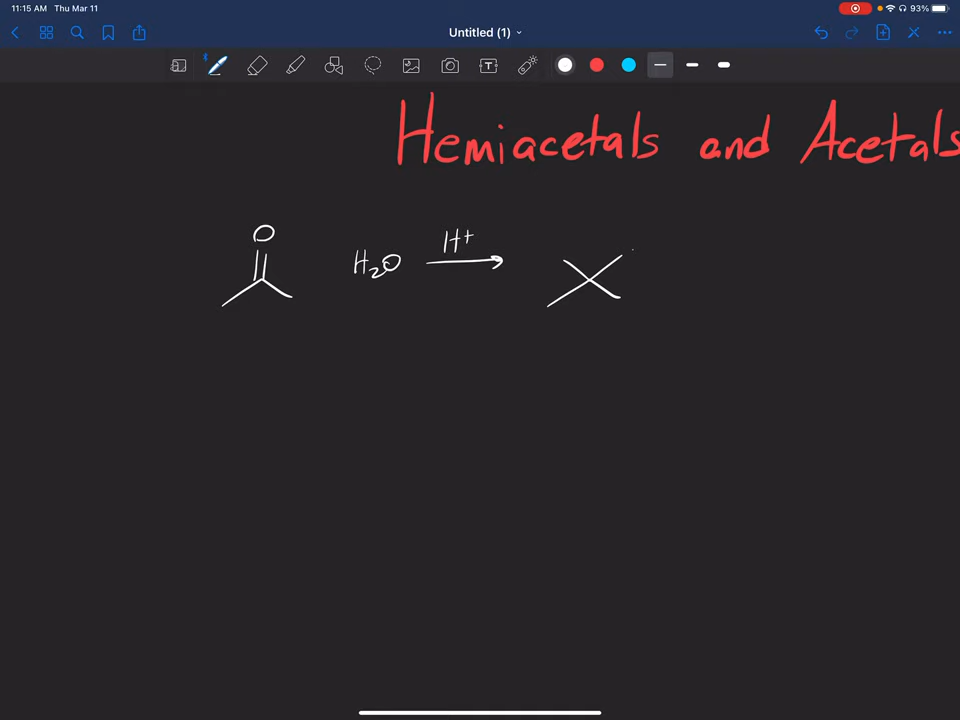 11:15 AM Thu Mar 11
93%
Untitled (1)
T
Hemiacetals and Acetals
O
H₂O
H+